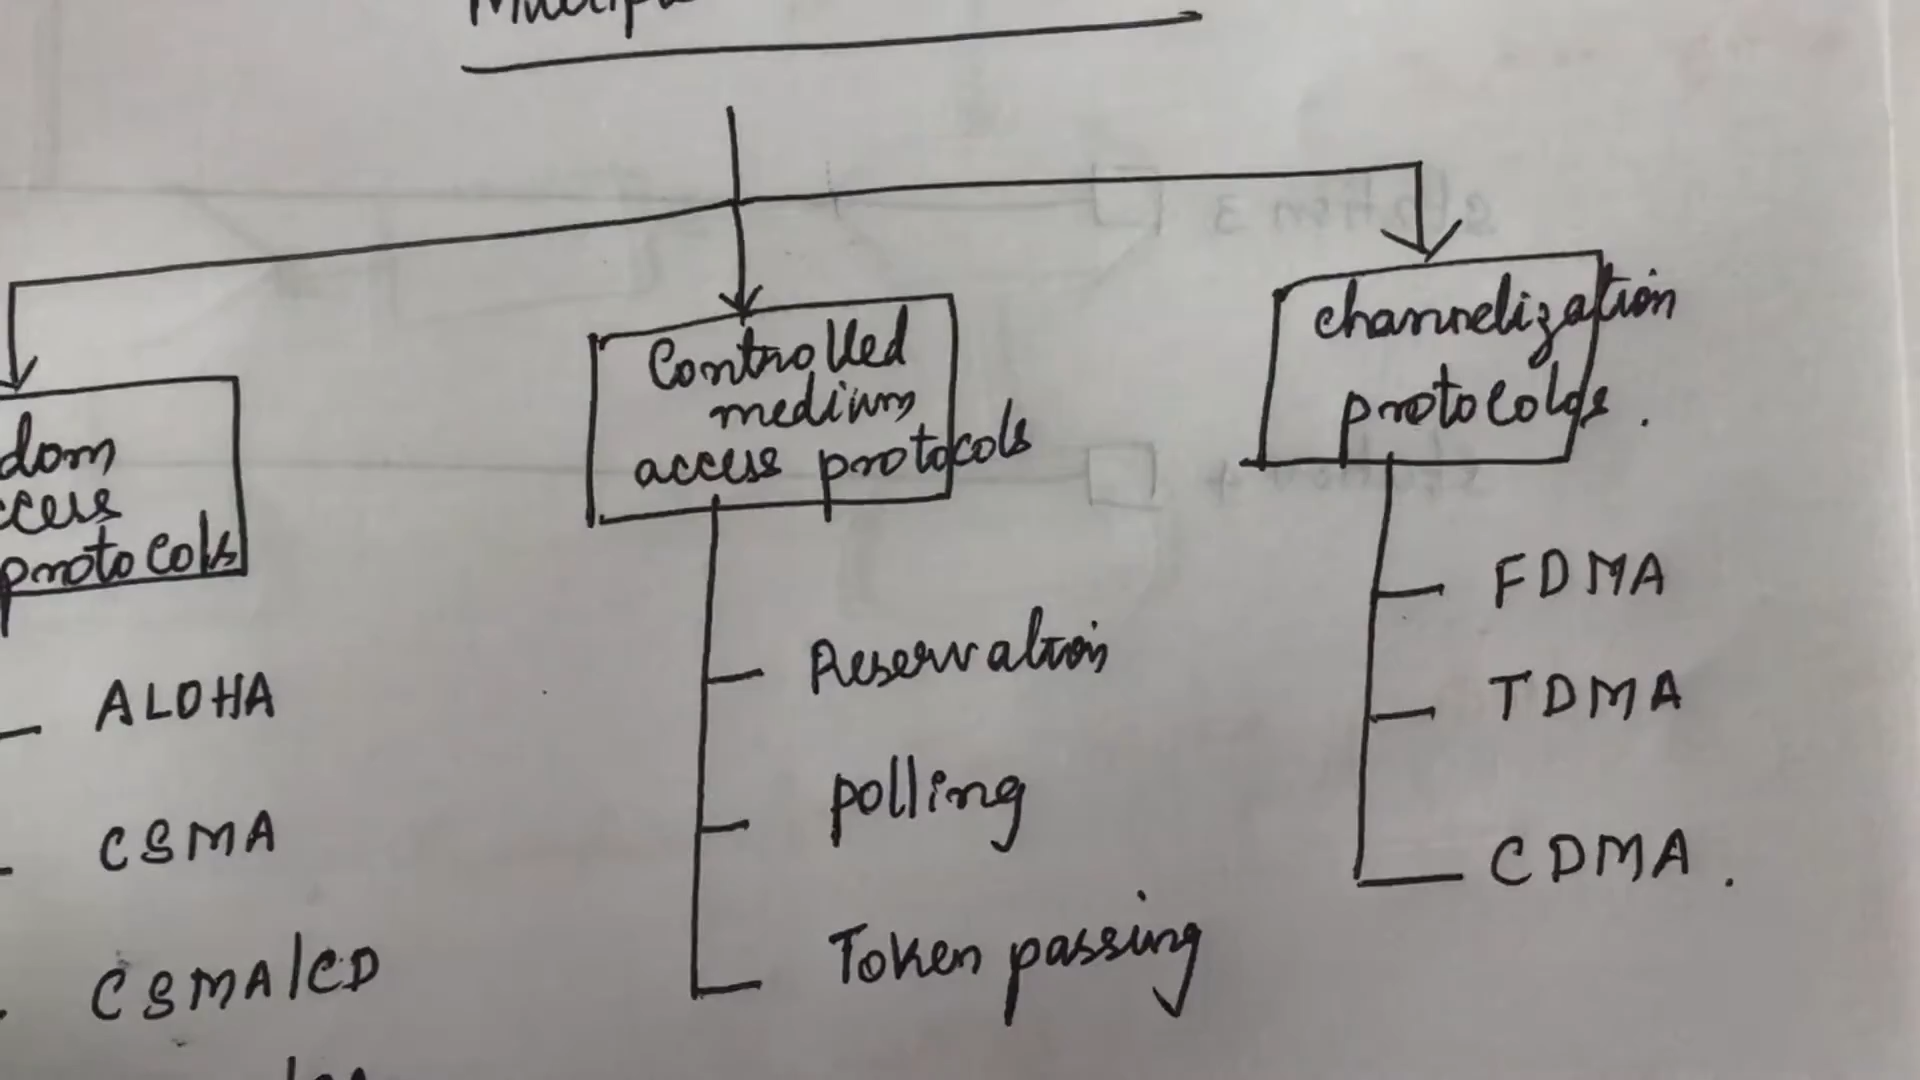 Controlled
medium
access protocols
channelization
protocols.
dom
ccess
protocols
ALOHA
CSMA
CSMA/CD
Reservation
polling
Token passing
FDMA
TDMA
CDMA.